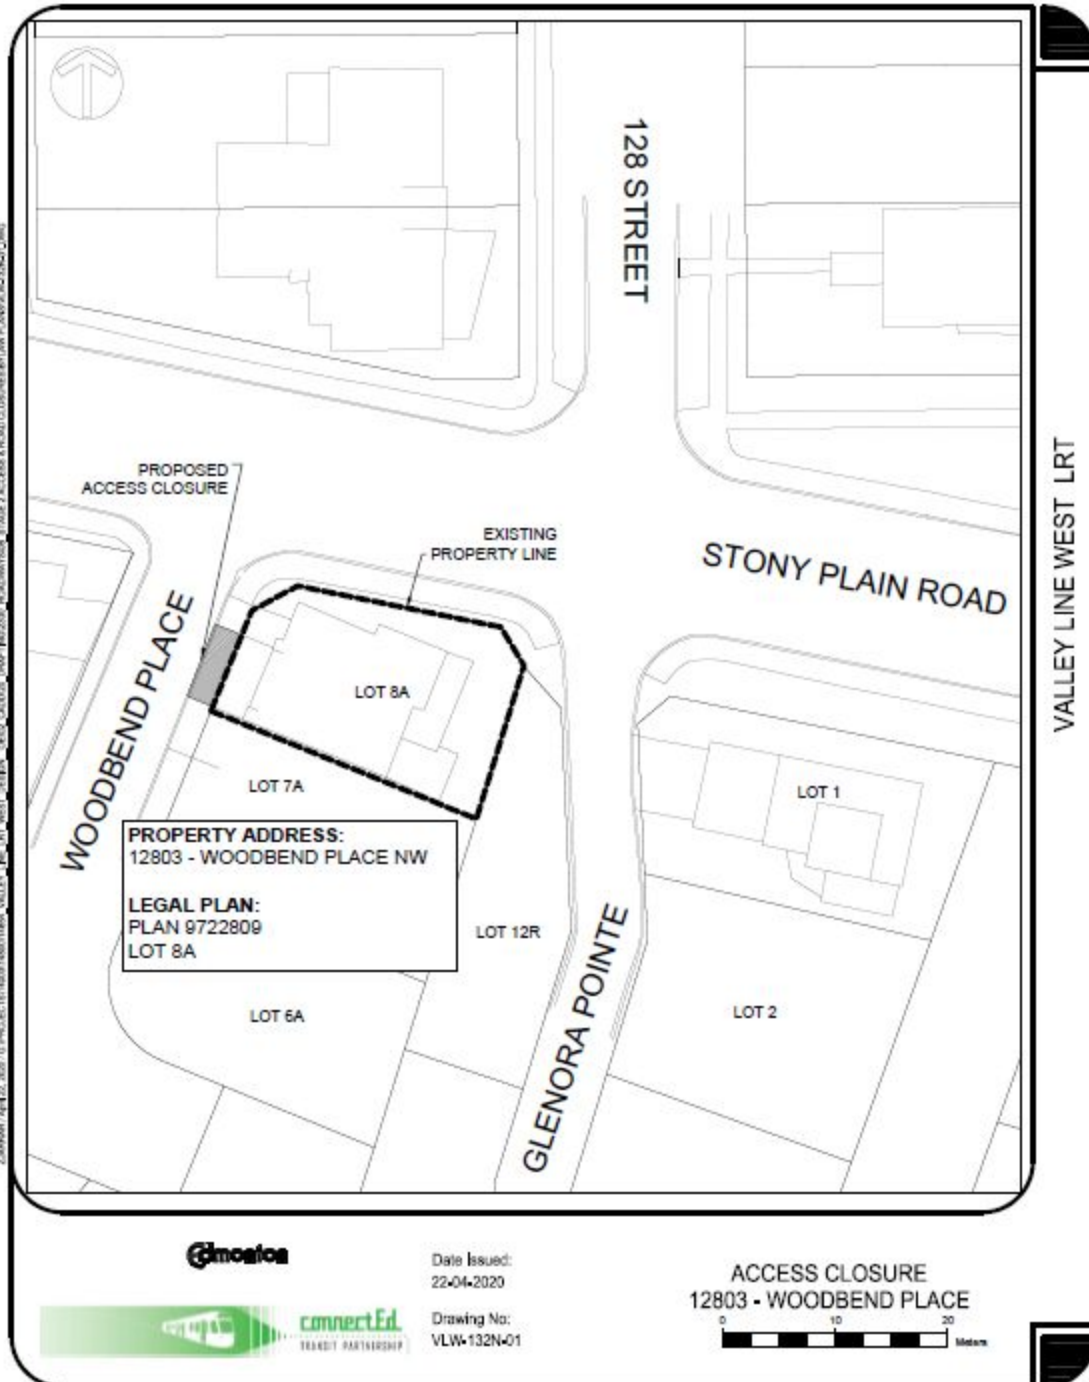 128 STREET
PROPOSED
ACCESS CLOSURE
EXISTING
PROPERTY LINE
STONY PLAIN ROAD
VALLEY LINE WEST LRT
WOODBEND PLACE
LOT 8A
LOT 7A
LOT 1
PROPERTY ADDRESS:
12803 - WOODBEND PLACE NW
LEGAL PLAN:
PLAN 9722809
LOT 8A
LOT 12R
GLENORA POINTE
LOT 6A
LOT 2
Edmonton
connectEd
TRANSIT PARTNERSHIP
Date Issued:
22-04-2020
Drawing No:
VLW-132N-01
ACCESS CLOSURE
12803 - WOODBEND PLACE
0 10 20
Meters